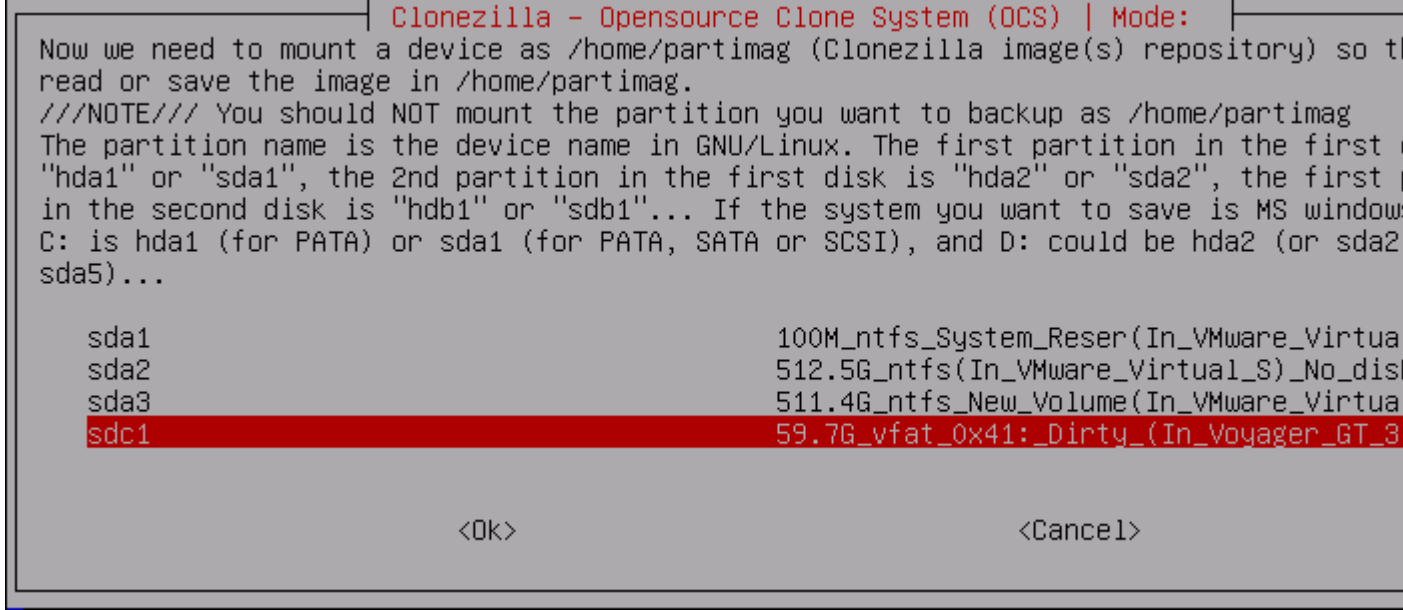 Clonezilla - Opensource Clone System (OCS) | Mode:
Now we need to mount a device as /home/partimag (Clonezilla image(s) repository) so
read or save the image in /home/partimag.
///NOTE/// You should NOT mount the partition you want to backup as /home/partimag
The partition name is the device name in GNU/Linux. The first partition in the first
"hda1" or "sda1", the 2nd partition in the first disk is "hda2" or "sda2", the first
in the second disk is "hdb1" or "sdb1"... If the system you want to save is MS windows
C: is hda1 (for PATA) or sda1 (for PATA, SATA or SCSI), and D: could be hda2 (or sda2
sda5)...
sda1 100M_ntfs_System_Reser(In_VMware_Virtua
sda2 512.5G_ntfs(In_VMware_Virtual_S)_No_dis
sda3 511.4G_ntfs_New_Volume(In_VMware_Virtua
sdc1 59.7G_vfat_0x41:_Dirty_(In_Voyager_GT_3
<Ok> <Cancel>